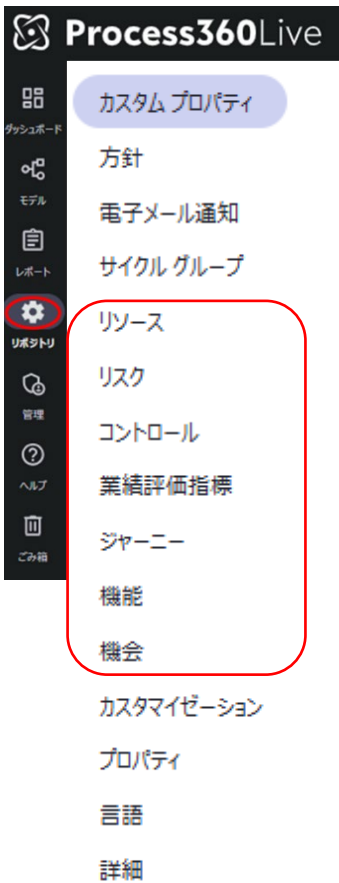 Process360Live
ダッシュボード
モデル
レポート
リポジトリ
管理
ヘルプ
ごみ箱
カスタム プロパティ
方針
電子メール通知
サイクル グループ
リソース
リスク
コントロール
業績評価指標
ジャーニー
機能
機会
カスタマイゼーション
プロパティ
言語
詳細